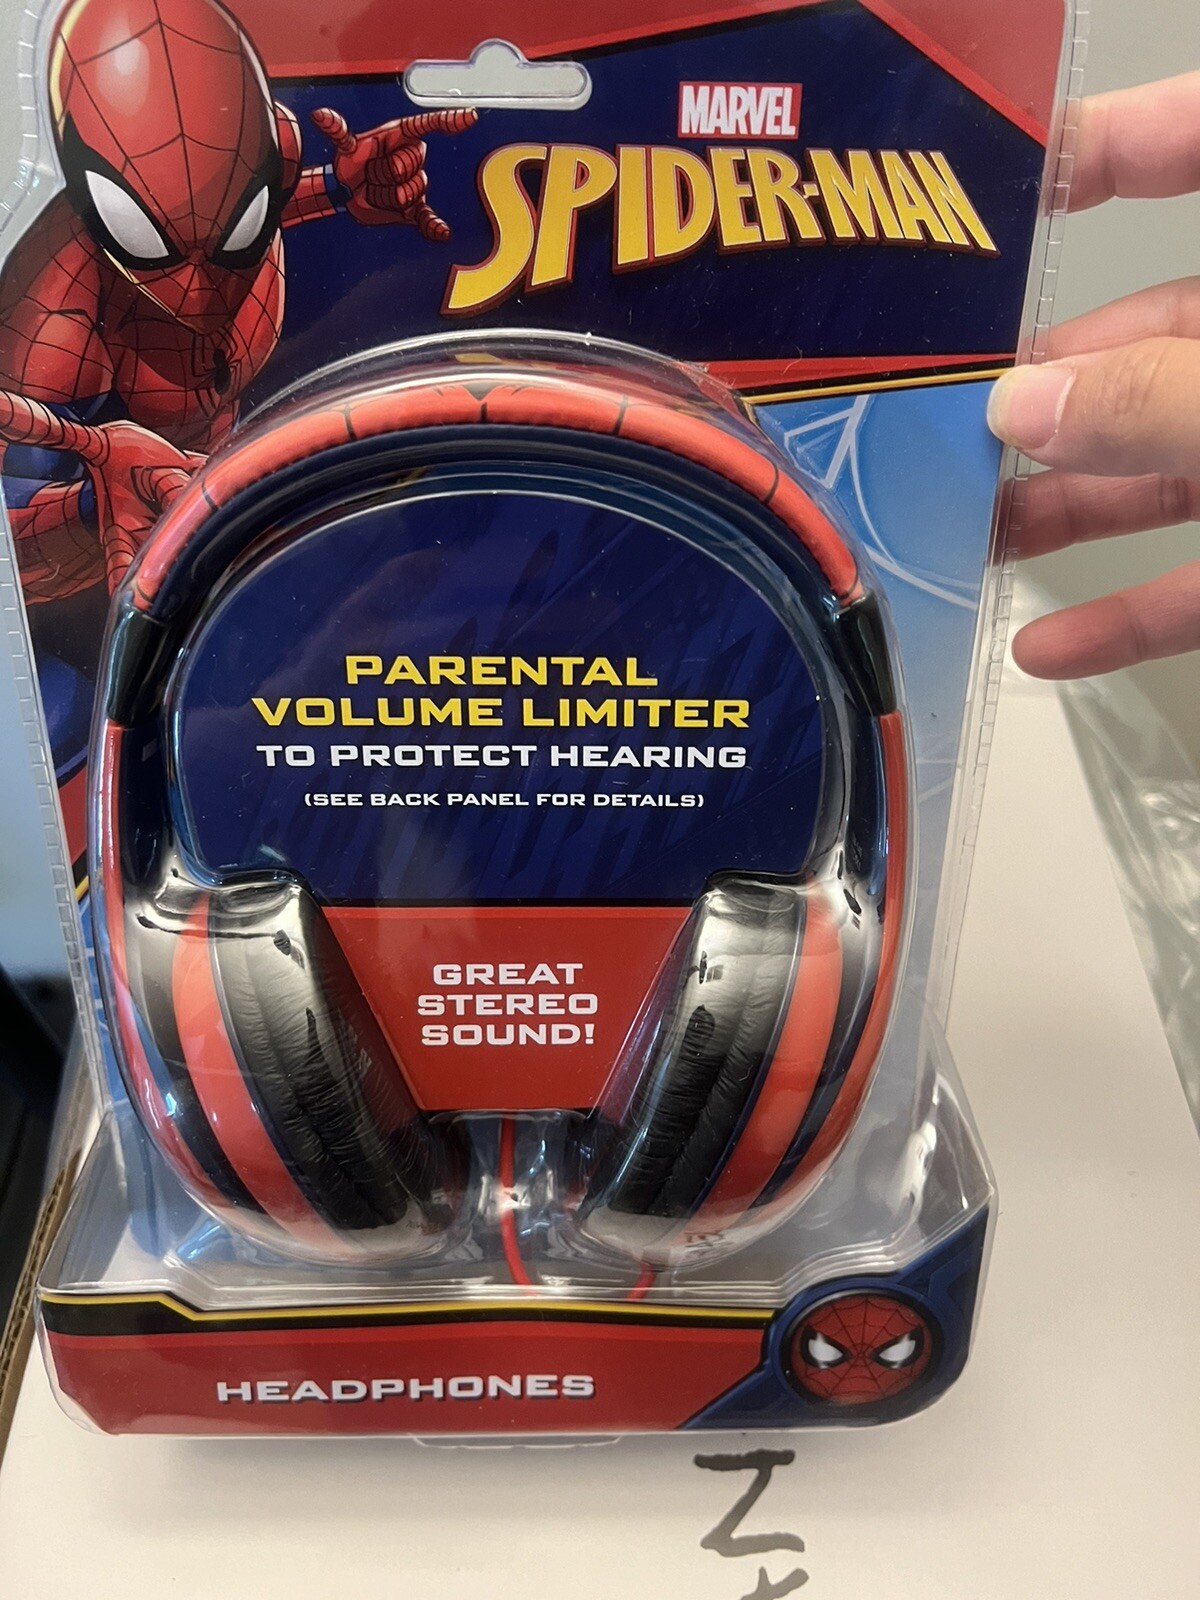 MARVEL
SPIDER-MAN
PARENTAL
VOLUME LIMITER
TO PROTECT HEARING
(SEE BACK PANEL FOR DETAILS)
GREAT
STEREO
SOUND!
HEADPHONES